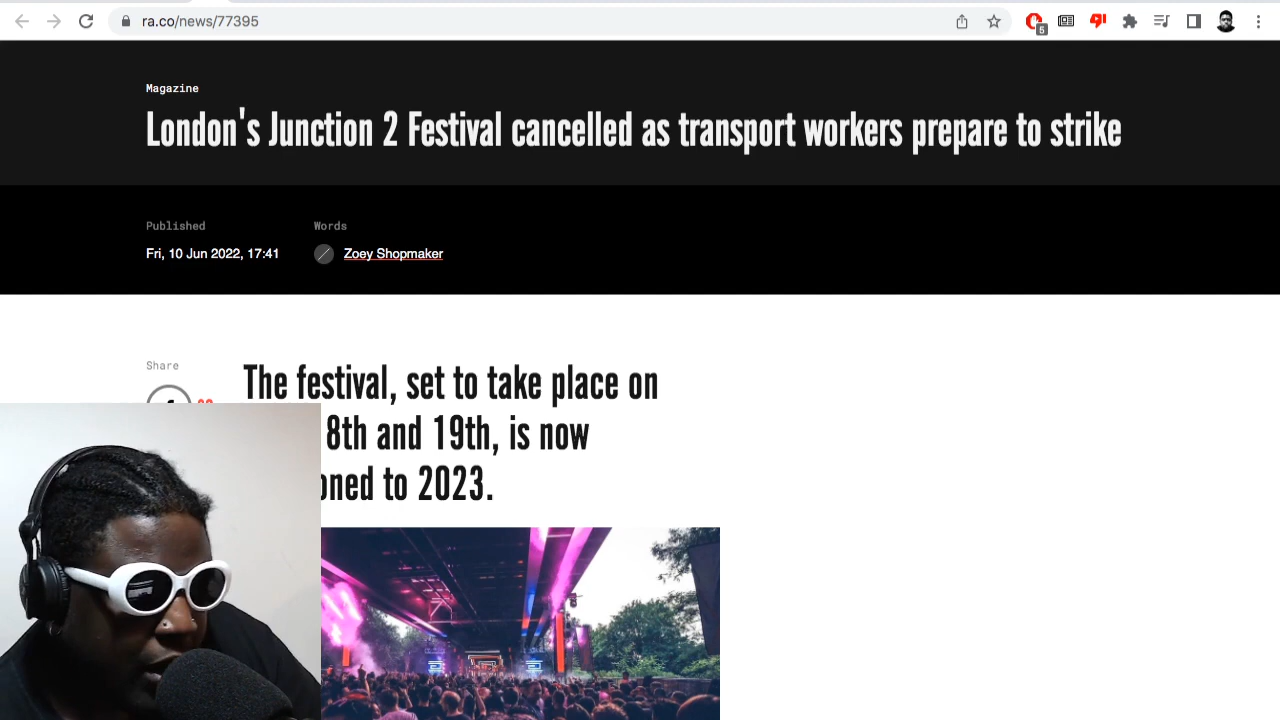 ra.co/news/77395
5
Magazine
London's Junction 2 Festival cancelled as transport workers prepare to strike
Published
Words
Fri, 10 Jun 2022, 17:41
Zoey Shopmaker
Share
The festival, set to take place on
8th and 19th, is now
oned to 2023.